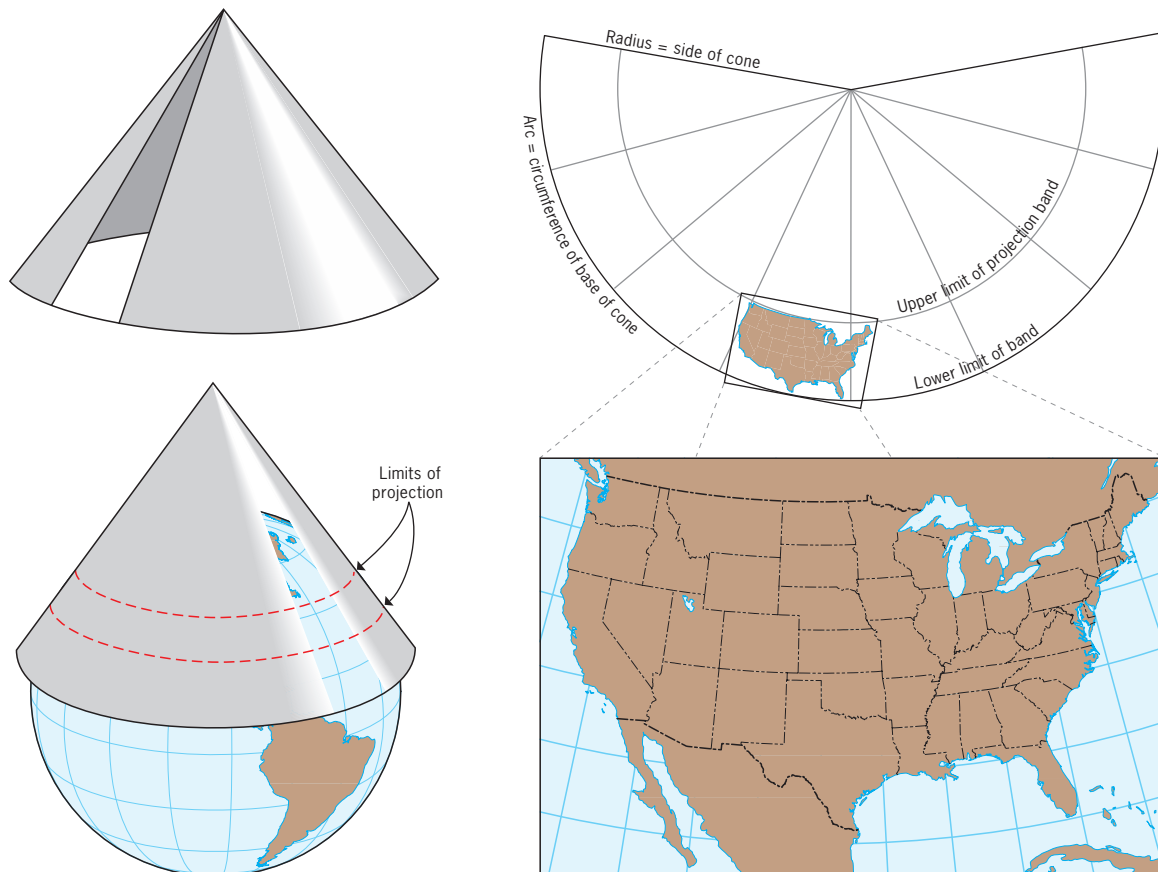 Radius = side of cone
Arc = circumference of base of cone
Upper limit of projection band
Lower limit of band
Limits of
projection